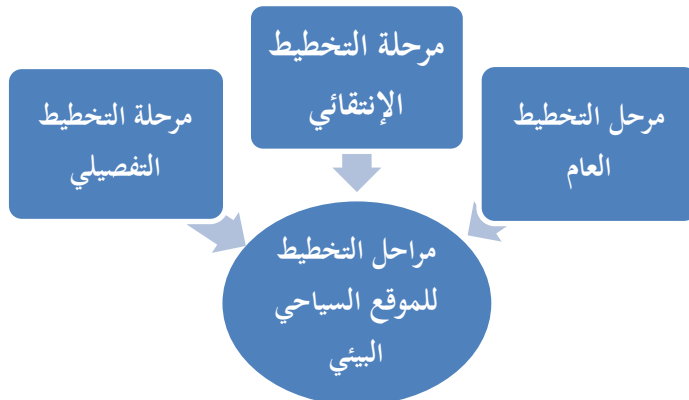 مرحل التخطيط
العام
مرحلة التخطيط
الإنتقائي
مرحلة التخطيط
التفصيلي
مراحل التخطيط
للموقع السياحي
البيئي